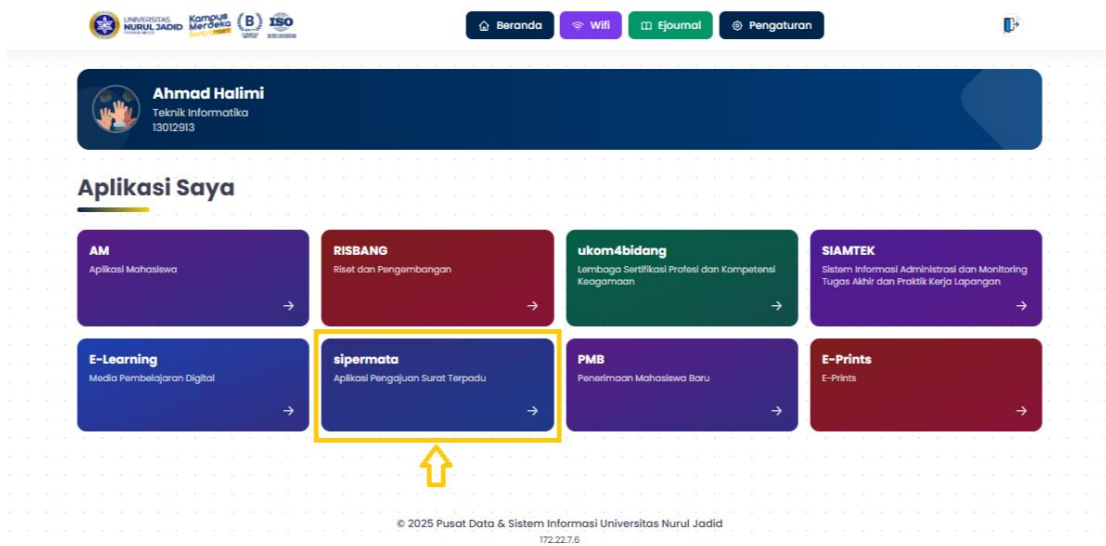 UNIVERSITAS
NURUL JADID
Kampus
Merdeka
(B)
ISO
Beranda
Wifi
Ejournal
Pengaturan
Ahmad Halimi
Teknik Informatika
13012913
Aplikasi Saya
AM
Aplikasi Mahasiswa
RISBANG
Riset dan Pengembangan
ukom4bidang
Lembaga Sertifikasi Profesi dan Kompetensi
Keagamaan
SIAMTEK
Sistem Informasi Administrasi dan Monitoring
Tugas Akhir dan Praktik Kerja Lapangan
E-Learning
Media Pembelajaran Digital
sipermata
Aplikasi Pengajuan Surat Terpadu
PMB
Penerimaan Mahasiswa Baru
E-Prints
E-Prints
© 2025 Pusat Data & Sistem Informasi Universitas Nurul Jadid
172.22.7.6